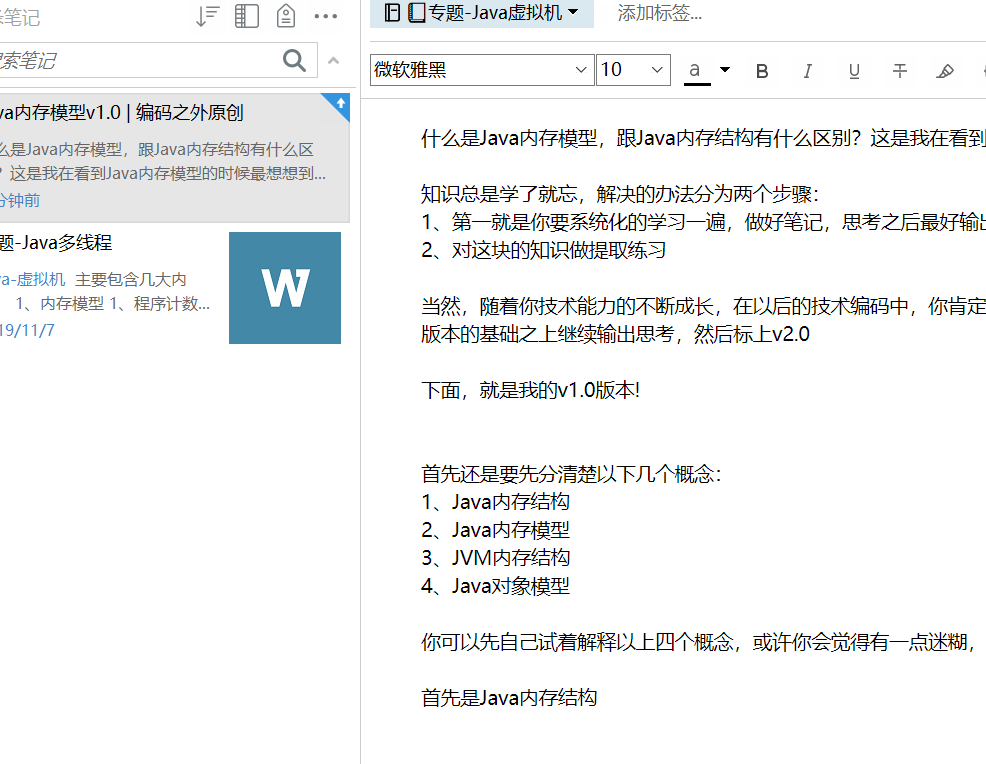 笔记
专题-Java虚拟机
添加标签...
索笔记
微软雅黑
10
a
B
I
U
T
va内存模型v1.0 | 编码之外原创
么是Java内存模型，跟Java内存结构有什么区
？这是我在看到Java内存模型的时候最想想到...
分钟前
题-Java多线程
va-虚拟机 主要包含几大内
1、内存模型 1、程序计数...
19/11/7
W
什么是Java内存模型，跟Java内存结构有什么区别？这是我在看到
知识总是学了就忘，解决的办法分为两个步骤：
1、第一就是你要系统化的学习一遍，做好笔记，思考之后最好输出
2、对这块的知识做提取练习
当然，随着你技术能力的不断成长，在以后的技术编码中，你肯定
版本的基础之上继续输出思考，然后标上v2.0
下面，就是我的v1.0版本!
首先还是要先分清楚以下几个概念：
1、Java内存结构
2、Java内存模型
3、JVM内存结构
4、Java对象模型
你可以先自己试着解释以上四个概念，或许你会觉得有一点迷糊，
首先是Java内存结构